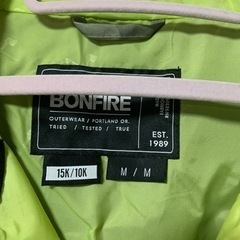 BONFIRE
OUTERWEAR / PORTLAND OR.
TRIED / TESTED / TRUE
EST.
1989
15K/10K
M / M